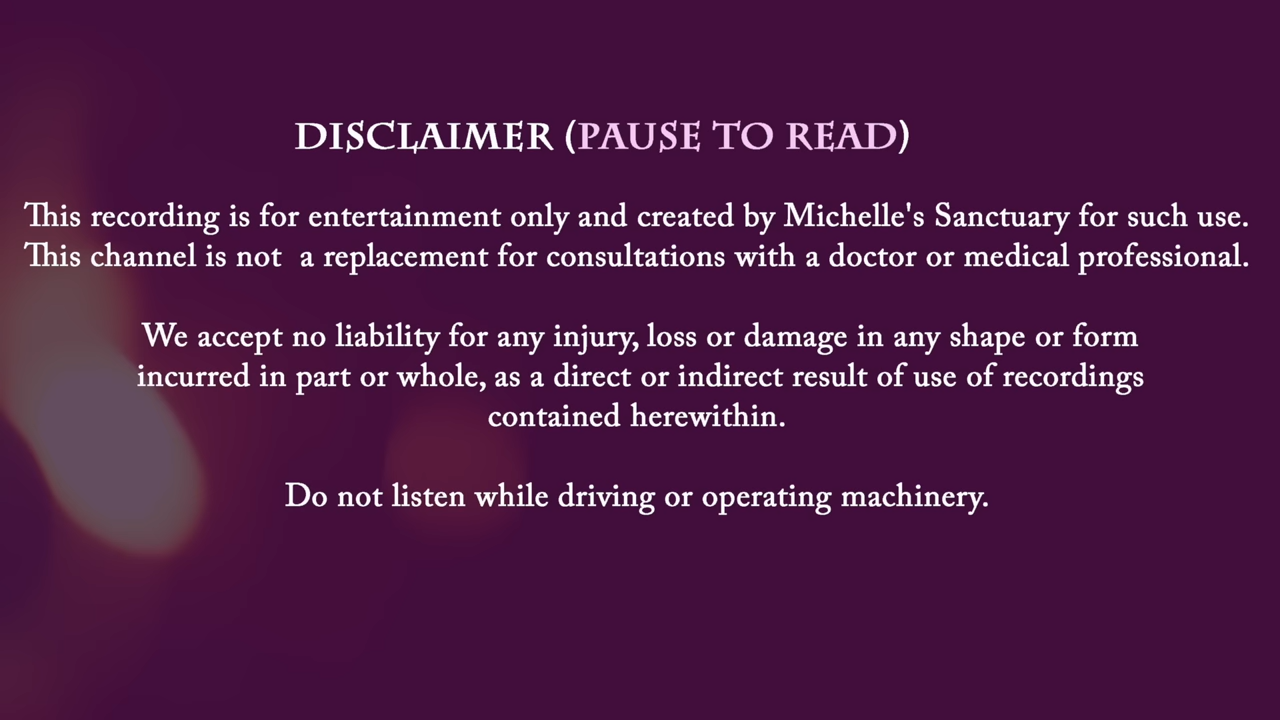 DISCLAIMER (PAUSE TO READ)
This recording is for entertainment only and created by Michelle's Sanctuary for such use.
This channel is not  a replacement for consultations with a doctor or medical professional.
We accept no liability for any injury, loss or damage in any shape or form
incurred in part or whole, as a direct or indirect result of use of recordings
contained herewithin.
Do not listen while driving or operating machinery.